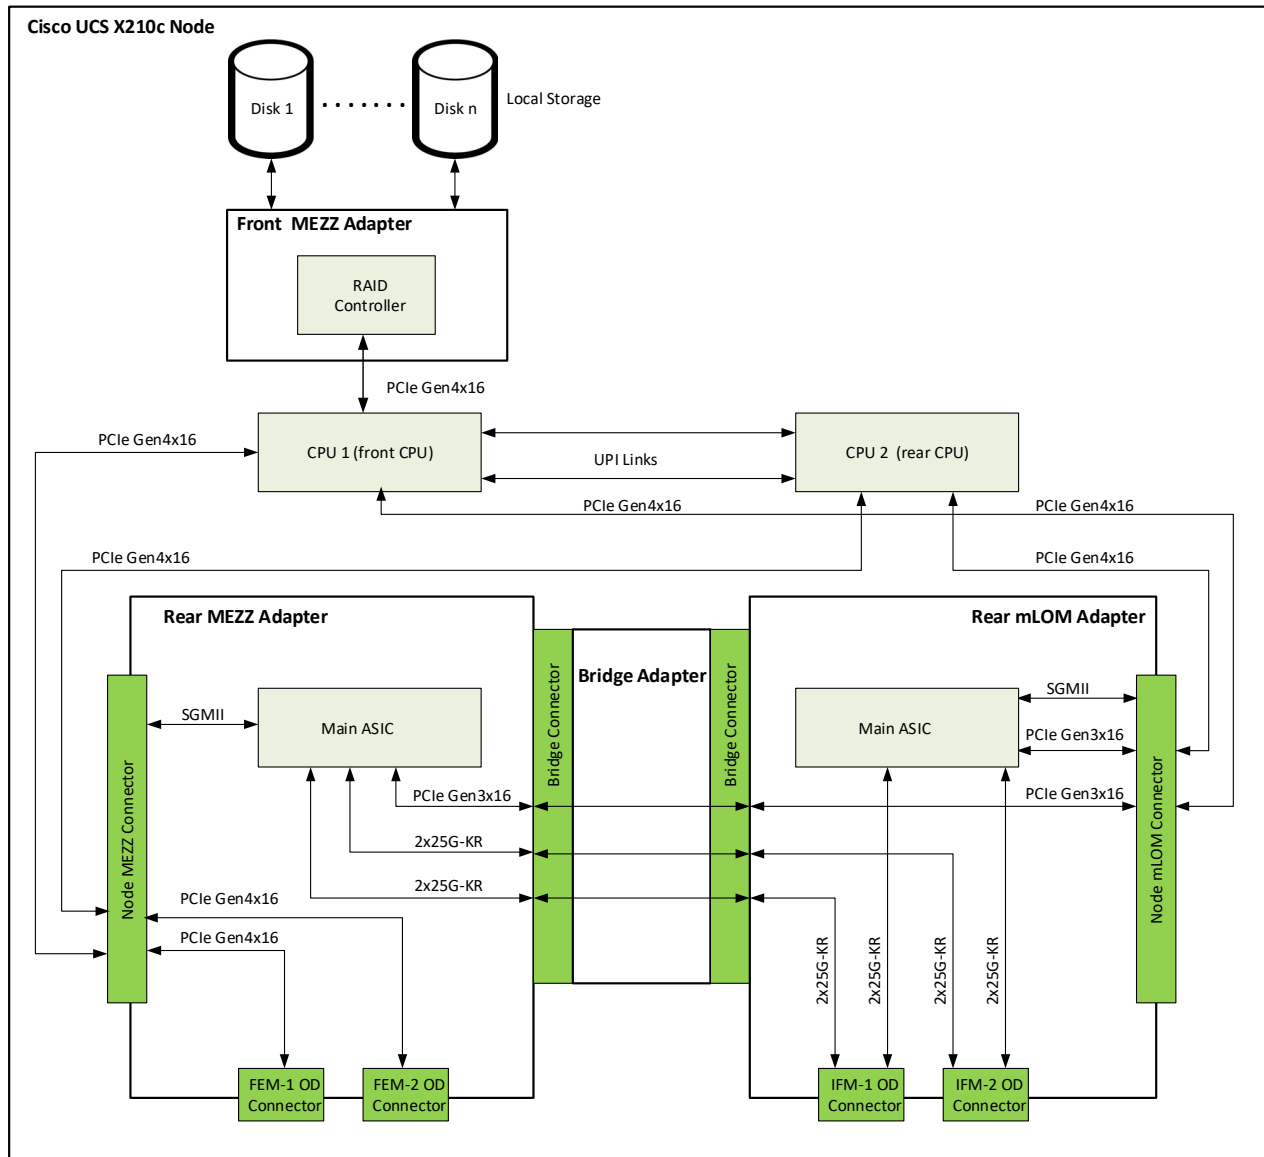 Cisco UCS X210c Node
Disk 1
Disk n
Local Storage
Front MEZZ Adapter
RAID
Controller
PCIe Gen4x16
PCIe Gen4x16
CPU 1 (front CPU)
UPI Links
CPU 2 (rear CPU)
PCIe Gen4x16
PCIe Gen4x16
PCIe Gen4x16
PCIe Gen4x16
Rear MEZZ Adapter
Rear mLOM Adapter
Bridge Adapter
Bridge Connector
Bridge Connector
SGMII
Main ASIC
Main ASIC
SGMII
PCIe Gen3x16
PCIe Gen3x16
PCIe Gen3x16
Node MEZZ Connector
Node mLOM Connector
2x25G-KR
2x25G-KR
PCIe Gen4x16
PCIe Gen4x16
2x25G-KR
2x25G-KR
2x25G-KR
2x25G-KR
FEM-1 OD
Connector
FEM-2 OD
Connector
IFM-1 OD
Connector
IFM-2 OD
Connector